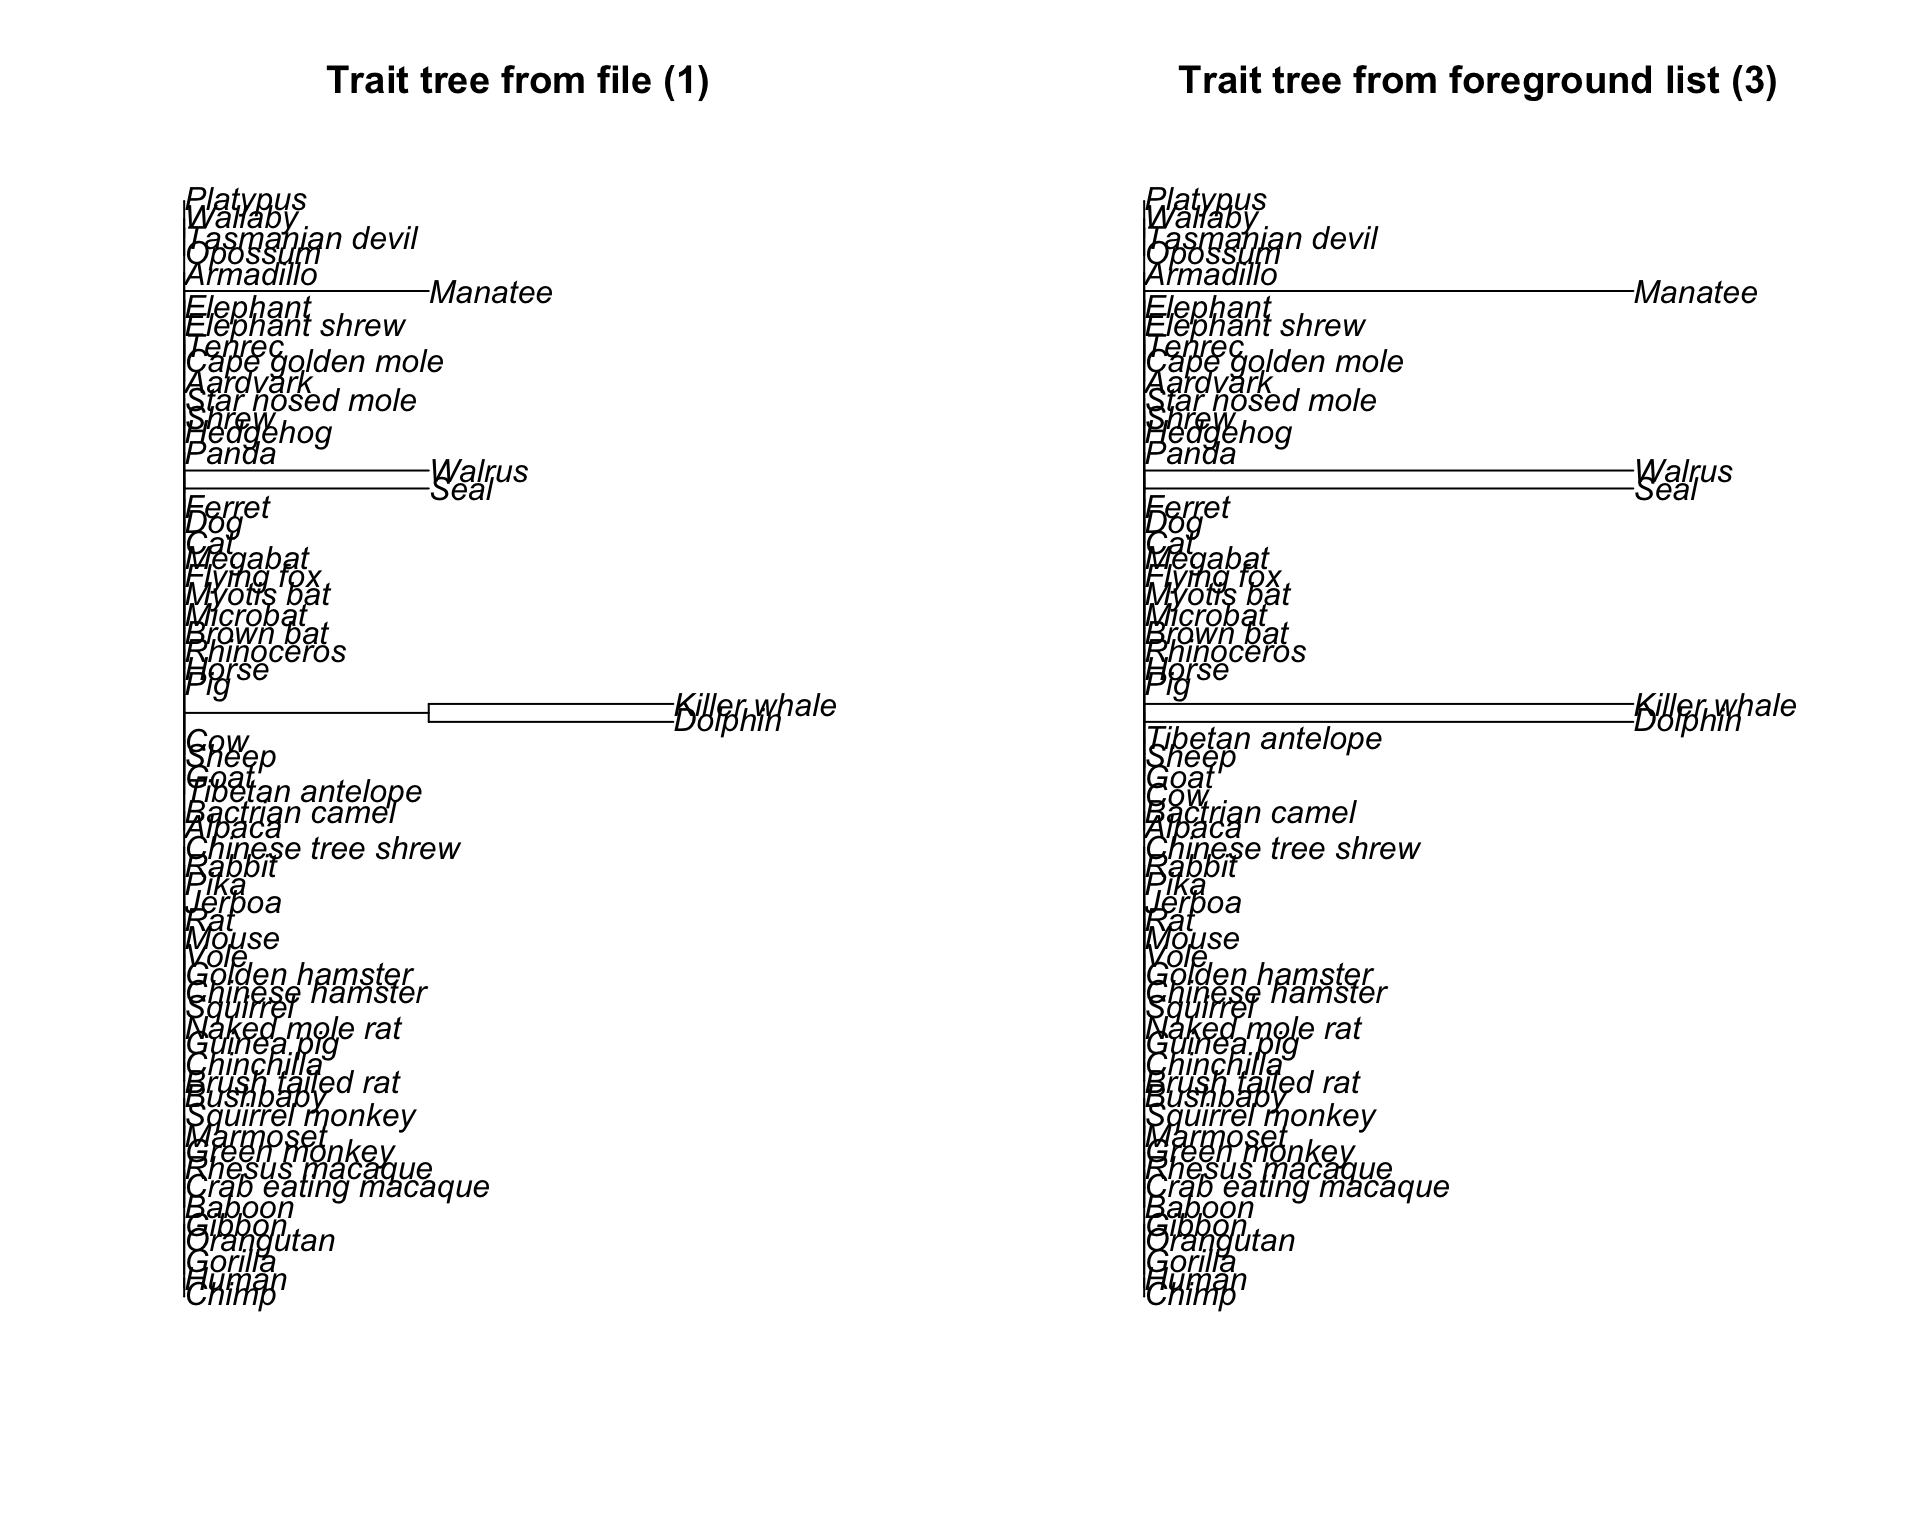 Trait tree from file (1)
Platypus
Wallaby
Tasmanian devil
Opossum
Armadillo
Manatee
Elephant
Elephant shrew
Tenrec
Cape golden mole
Aardvark
Star nosed mole
Shrew
Hedgehog
Panda
Walrus
Seal
Ferret
Dog
Cat
Megabat
Flying fox
Myotis bat
Microbat
Brown bat
Rhinoceros
Horse
Pig
Killer whale
Dolphin
Cow
Sheep
Goat
Tibetan antelope
Bactrian camel
Alpaca
Chinese tree shrew
Rabbit
Pika
Jerboa
Rat
Mouse
Vole
Golden hamster
Chinese hamster
Squirrel
Naked mole rat
Guinea pig
Chinchilla
Brush tailed rat
Bushbaby
Squirrel monkey
Marmoset
Green monkey
Rhesus macaque
Crab eating macaque
Baboon
Gibbon
Orangutan
Gorilla
Human
Chimp
Trait tree from foreground list (3)
Platypus
Wallaby
Tasmanian devil
Opossum
Armadillo
Manatee
Elephant
Elephant shrew
Tenrec
Cape golden mole
Aardvark
Star nosed mole
Shrew
Hedgehog
Panda
Walrus
Seal
Ferret
Dog
Cat
Megabat
Flying fox
Myotis bat
Microbat
Brown bat
Rhinoceros
Horse
Pig
Killer whale
Dolphin
Tibetan antelope
Sheep
Goat
Cow
Bactrian camel
Alpaca
Chinese tree shrew
Rabbit
Pika
Jerboa
Rat
Mouse
Vole
Golden hamster
Chinese hamster
Squirrel
Naked mole rat
Guinea pig
Chinchilla
Brush tailed rat
Bushbaby
Squirrel monkey
Marmoset
Green monkey
Rhesus macaque
Crab eating macaque
Baboon
Gibbon
Orangutan
Gorilla
Human
Chimp